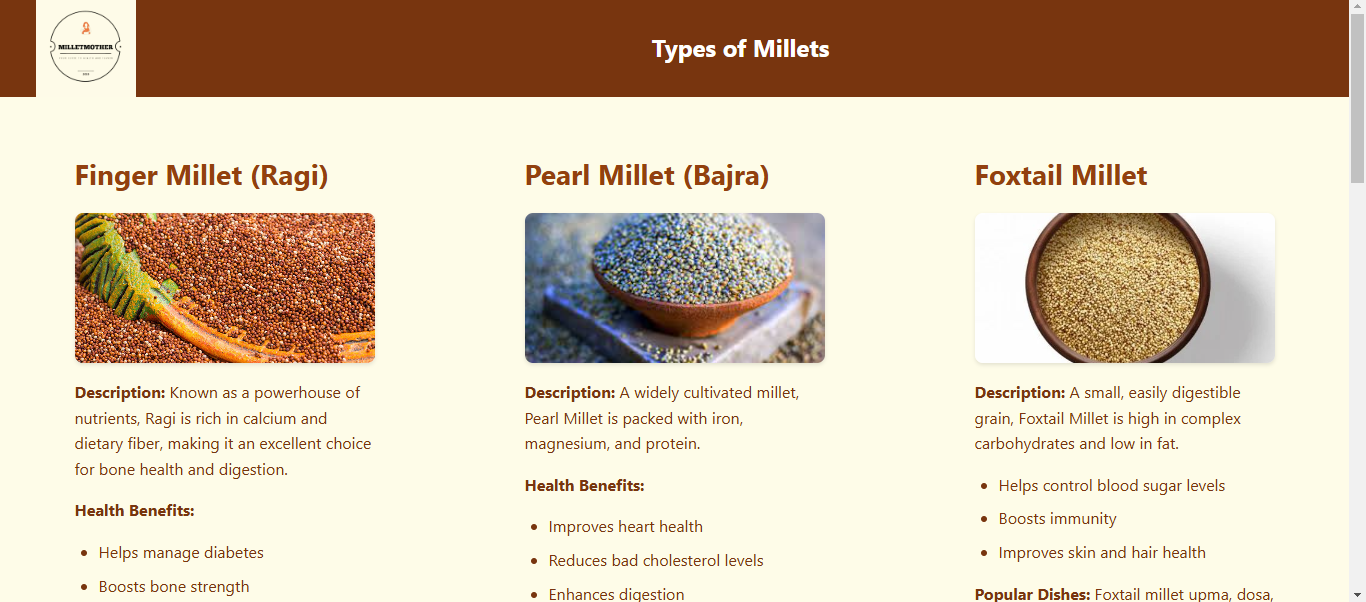 MILLETMOTHER
Types of Millets
Finger Millet (Ragi)
Description: Known as a powerhouse of
nutrients, Ragi is rich in calcium and
dietary fiber, making it an excellent choice
for bone health and digestion.
Health Benefits:
Helps manage diabetes
Boosts bone strength
Pearl Millet (Bajra)
Description: A widely cultivated millet,
Pearl Millet is packed with iron,
magnesium, and protein.
Health Benefits:
Improves heart health
Reduces bad cholesterol levels
Enhances digestion
Foxtail Millet
Description: A small, easily digestible
grain, Foxtail Millet is high in complex
carbohydrates and low in fat.
Helps control blood sugar levels
Boosts immunity
Improves skin and hair health
Popular Dishes: Foxtail millet upma, dosa,